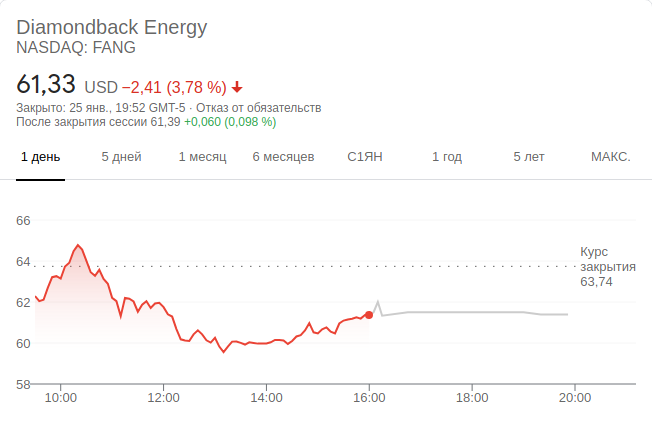 Diamondback Energy
NASDAQ: FANG
61,33 USD −2,41 (3,78 %)
Закрыто: 25 янв., 19:52 GMT-5 · Отказ от обязательств
После закрытия сессии 61,39 +0,060 (0,098 %)
1 день 5 дней 1 месяц 6 месяцев С1ЯН 1 год 5 лет МАКС.
66
64
62
60
58
Курс
закрытия
63,74
10:00 12:00 14:00 16:00 18:00 20:00